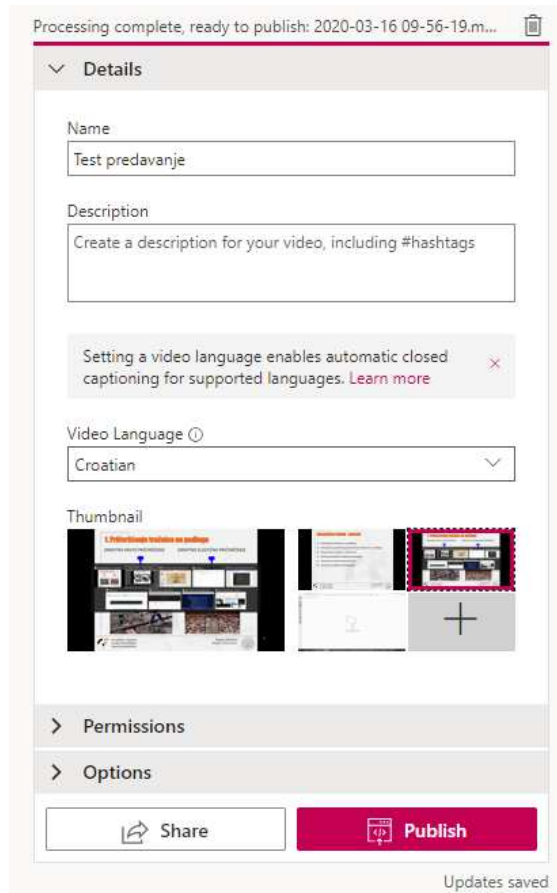 Processing complete, ready to publish: 2020-03-16 09-56-19.m...
Details
Name
Test predavanje
Description
Create a description for your video, including #hashtags
Setting a video language enables automatic closed
captioning for supported languages. Learn more
Video Language
Croatian
Thumbnail
Permissions
Options
Share
Publish
Updates saved